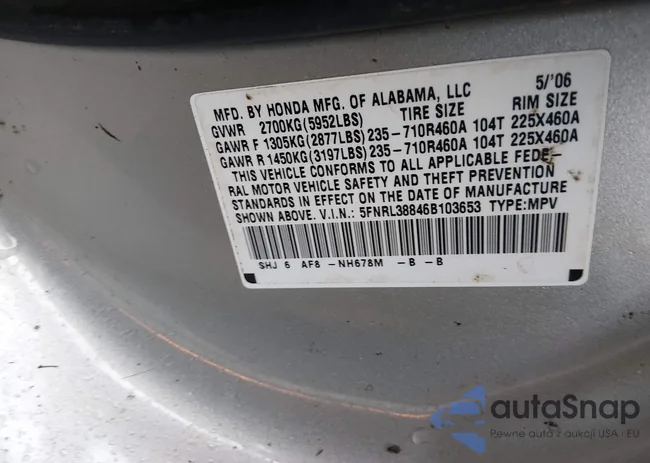 MFD. BY HONDA MFG. OF ALABAMA, LLC 5/'06
GVWR 2700KG(5952LBS) TIRE SIZE RIM SIZE
GAWR F 1305KG(2877LBS) 235-710R460A 104T 225X460A
GAWR R 1450KG(3197LBS) 235-710R460A 104T 225X460A
THIS VEHICLE CONFORMS TO ALL APPLICABLE FEDE-
RAL MOTOR VEHICLE SAFETY AND THEFT PREVENTION
STANDARDS IN EFFECT ON THE DATE OF MANUFACTURE
SHOWN ABOVE. V.I.N.: 5FNRL38846B103653 TYPE:MPV
SHJ 6 AF8 -NH678M -B -B
autaSnap
Pewne auta z aukcji USA i EU